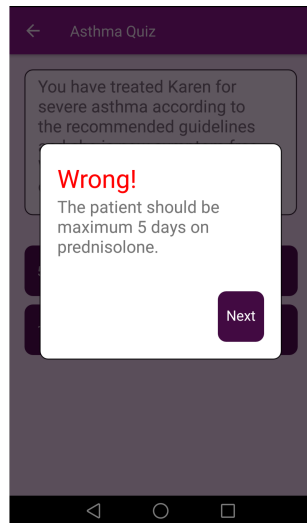 Asthma Quiz
You have treated Karen for
severe asthma according to
the recommended guidelines
Wrong!
The patient should be
maximum 5 days on
prednisolone.
Next